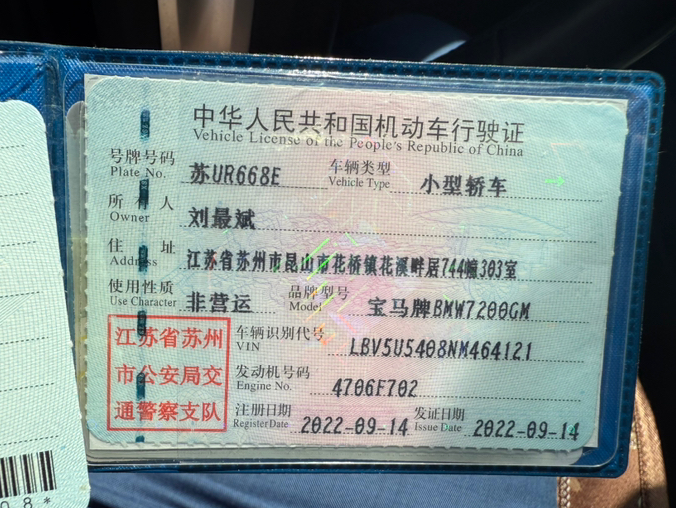 中华人民共和国机动车行驶证
Vehicle License of the People's Republic of China
号牌号码 苏UR668E 车辆类型 小型轿车
Plate No. Vehicle Type
所有人 刘最斌
Owner
住址 江苏省苏州市昆山市花桥镇花溪畔居744幢303室
Address
使用性质 非营运 品牌型号 宝马牌BMW7200GM
Use Character Model
江苏省苏州
市公安局交
通警察支队
车辆识别代号 LBV5U5408NM464121
VIN
发动机号码 4706F702
Engine No.
注册日期 2022-09-14 发证日期 2022-09-14
Register Date Issue Date
08*